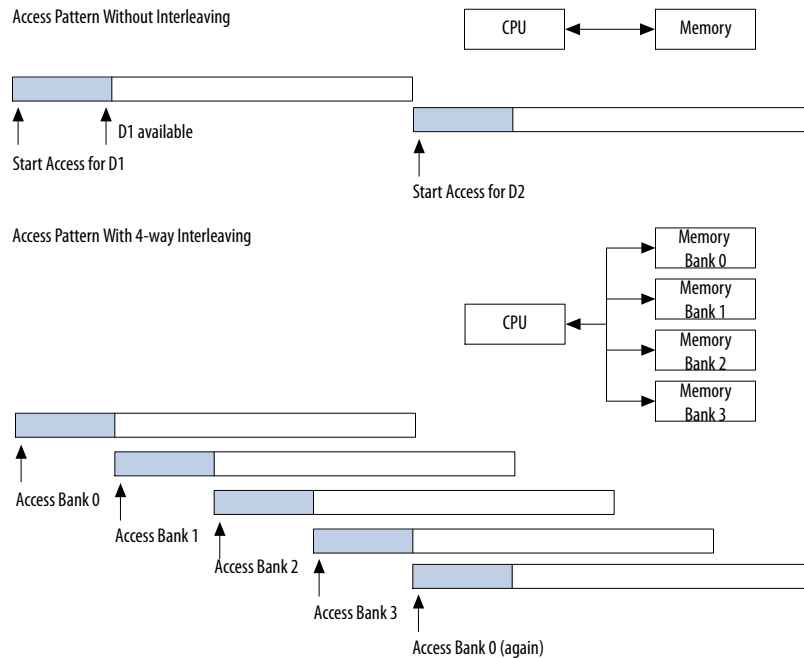 Access Pattern Without Interleaving
CPU
Memory
D1 available
Start Access for D1
Start Access for D2
Access Pattern With 4-way Interleaving
Memory
Bank 0
Memory
Bank 1
CPU
Memory
Bank 2
Memory
Bank 3
Access Bank 0
Access Bank 1
Access Bank 2
Access Bank 3
Access Bank 0 (again)